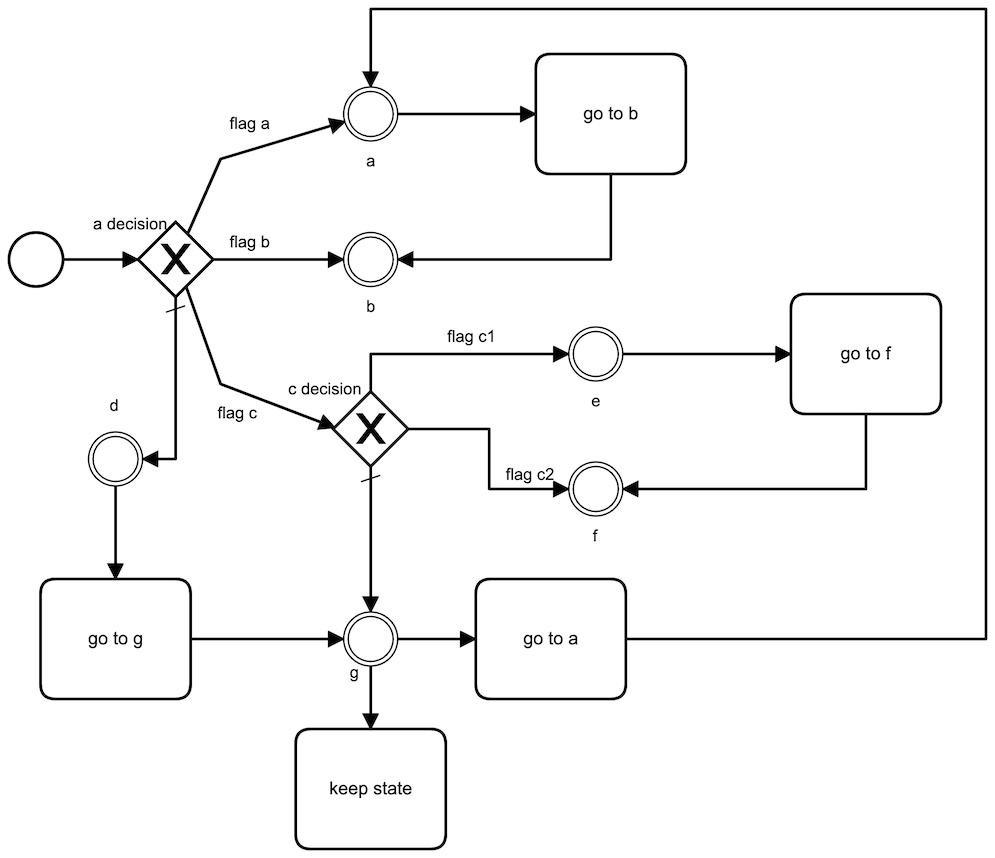 go to b
flag a
a
a decision
flag b
b
flag c1
go to f
c decision
e
d
flag c
flag c2
f
go to g
go to a
g
keep state